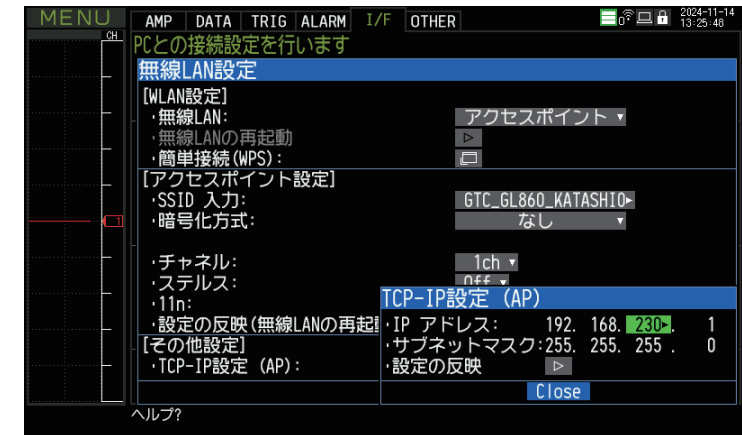 MENU AMP DATA TRIG ALARM I/F OTHER 2024-11-14
13:25:48
CH
PCとの接続設定を行います
無線LAN設定
[WLAN設定]
・無線LAN: アクセスポイント ▼
・無線LANの再起動
・簡単接続(WPS):
[アクセスポイント設定]
・SSID 入力: GTC_GL860_KATASHIO
・暗号化方式: なし ▼
1
・チャネル: 1ch ▼
・ステルス: Off ▼
・11n:
・設定の反映(無線LANの再起
[その他設定]
・TCP-IP設定 (AP):
TCP-IP設定 (AP)
・IP アドレス: 192. 168. 230. 1
・サブネットマスク:255. 255. 255 . 0
・設定の反映
Close
ヘルプ?